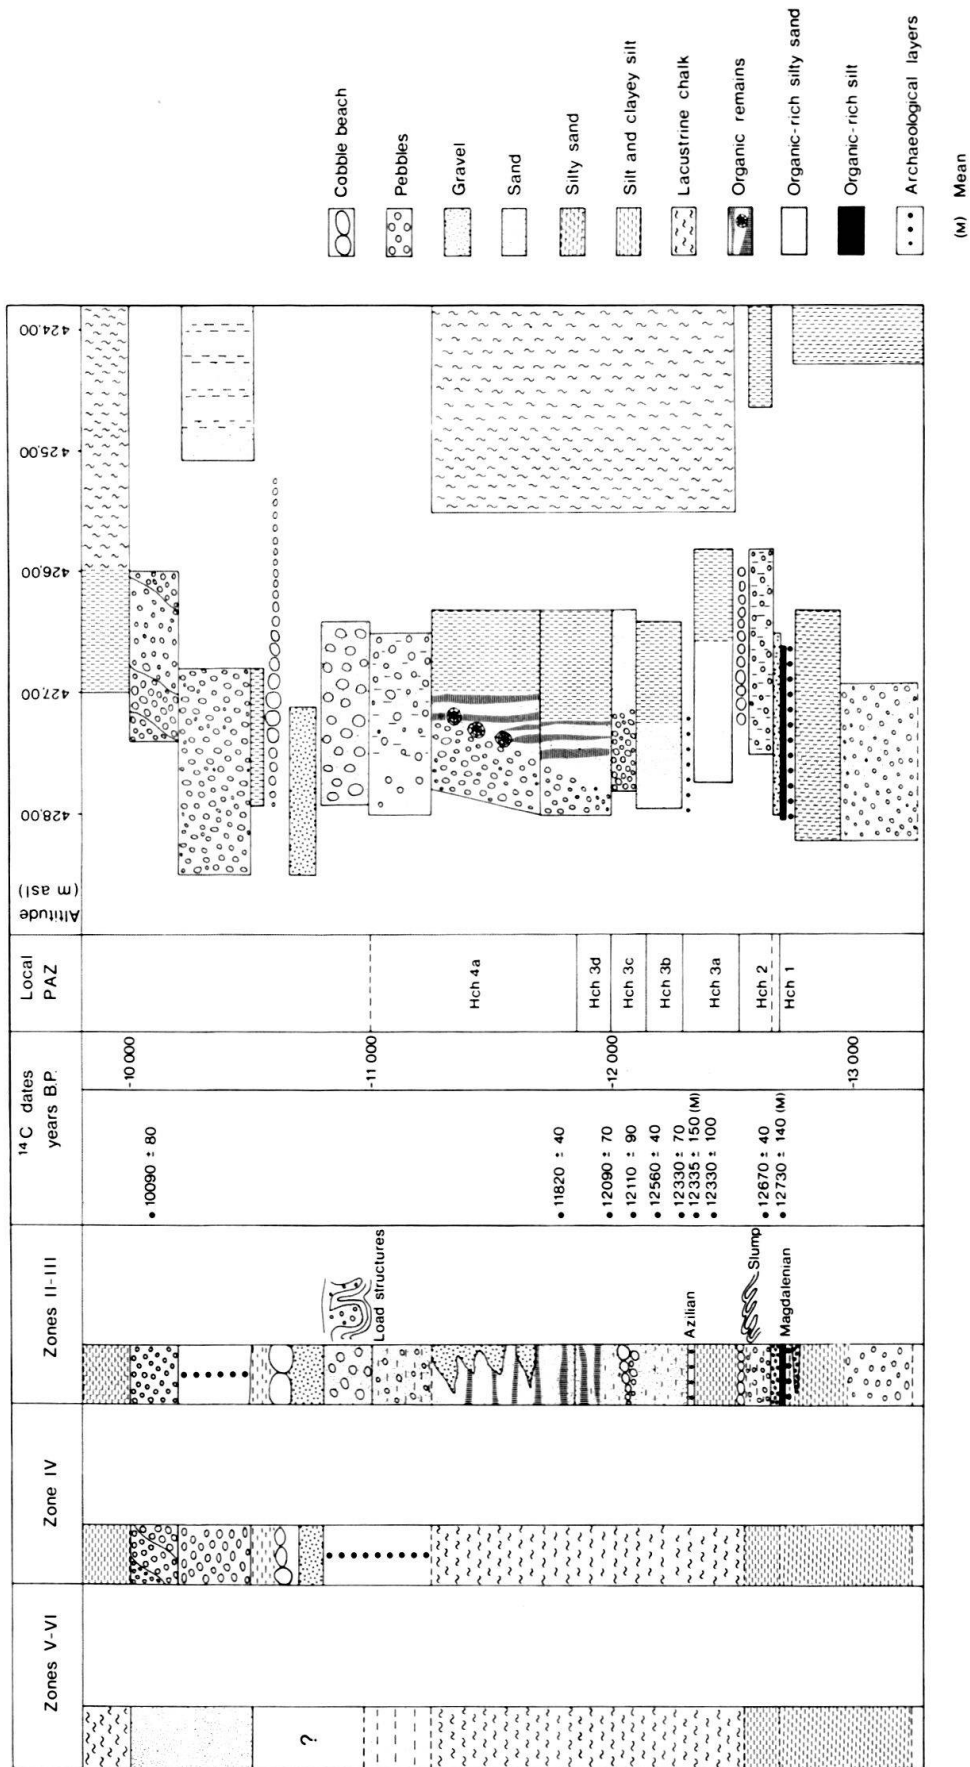 Zones V-VI
Zone IV
Zones II-III
14C dates
years B.P.
Local
PAZ
Altitude
(m asl)
428,00
427,00
426,00
425,00
424,00
?
Load structures
Azilian
Slump
Magdalenian
10090 ± 80
11820 ± 40
12090 ± 70
12110 ± 90
12560 ± 40
12330 ± 70
12335 ± 150 (M)
12330 ± 100
12670 ± 40
12730 ± 140 (M)
-10 000
-11 000
-12 000
-13 000
Hch 4a
Hch 3d
Hch 3c
Hch 3b
Hch 3a
Hch 2
Hch 1
Cobble beach
Pebbles
Gravel
Sand
Silty sand
Silt and clayey silt
Lacustrine chalk
Organic remains
Organic-rich silty sand
Organic-rich silt
Archaeological layers
(M) Mean